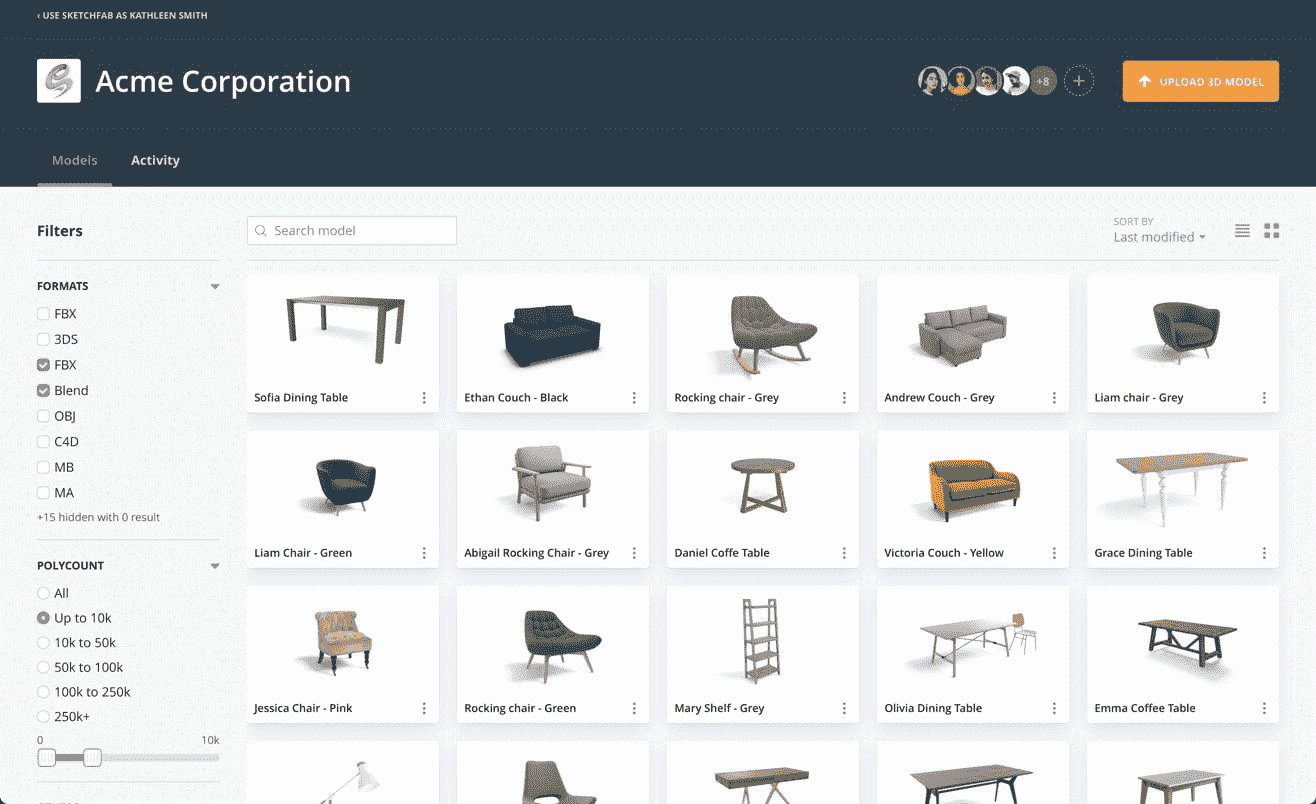 ‹ USE SKETCHFAB AS KATHLEEN SMITH
Acme Corporation
+8
UPLOAD 3D MODEL
Models
Activity
Filters
Search model
SORT BY
Last modified
FORMATS
FBX
3DS
FBX
Blend
OBJ
C4D
MB
MA
+15 hidden with 0 result
POLYCOUNT
All
Up to 10k
10k to 50k
50k to 100k
100k to 250k
250k+
0
10k
Sofia Dining Table
Ethan Couch - Black
Rocking chair - Grey
Andrew Couch - Grey
Liam chair - Grey
Liam Chair - Green
Abigail Rocking Chair - Grey
Daniel Coffe Table
Victoria Couch - Yellow
Grace Dining Table
Jessica Chair - Pink
Rocking chair - Green
Mary Shelf - Grey
Olivia Dining Table
Emma Coffee Table